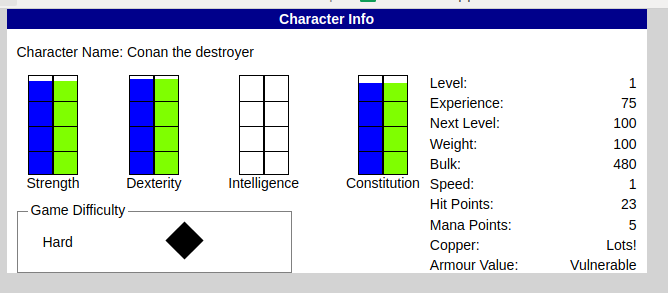 Character Info
Character Name: Conan the destroyer
Strength
Dexterity
Intelligence
Constitution
Game Difficulty
Hard
Level: 1
Experience: 75
Next Level: 100
Weight: 100
Bulk: 480
Speed: 1
Hit Points: 23
Mana Points: 5
Copper: Lots!
Armour Value: Vulnerable